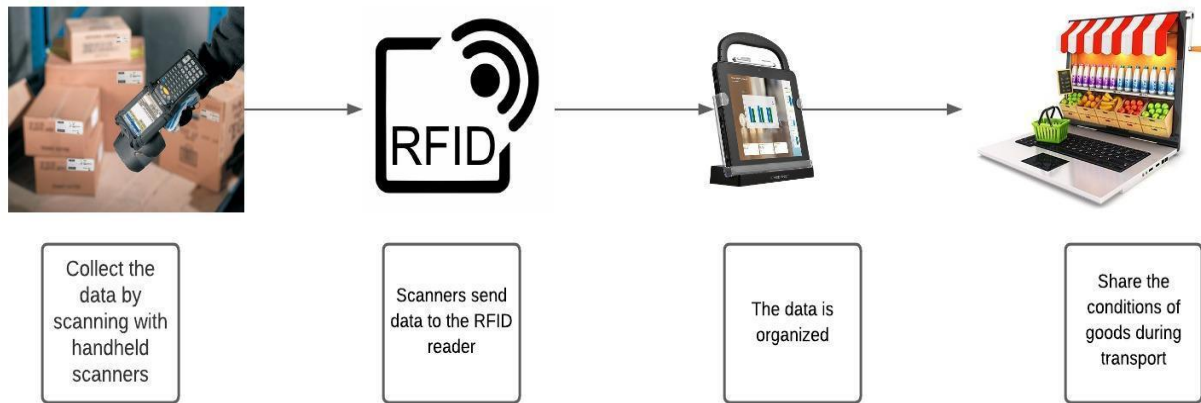 RFID
Collect the
data by
scanning with
handheld
scanners
Scanners send
data to the RFID
reader
The data is
organized
Share the
conditions of
goods during
transport